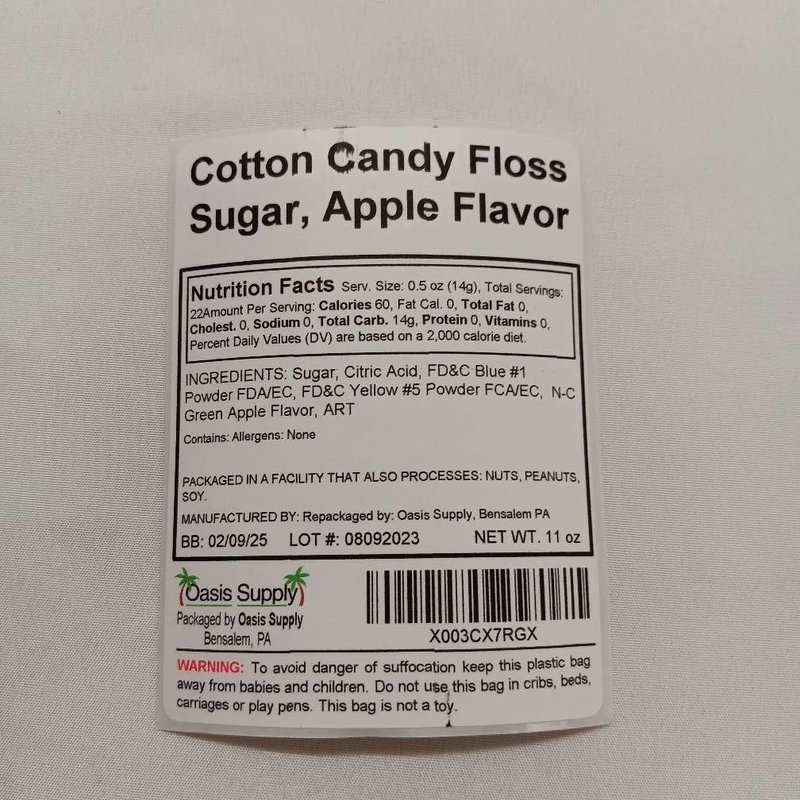 Cotton Candy Floss
Sugar, Apple Flavor
Nutrition Facts Serv. Size: 0.5 oz (14g), Total Servings:
22Amount Per Serving: Calories 60, Fat Cal. 0, Total Fat 0,
Cholest. 0, Sodium 0, Total Carb. 14g, Protein 0, Vitamins 0,
Percent Daily Values (DV) are based on a 2,000 calorie diet.
INGREDIENTS: Sugar, Citric Acid, FD&C Blue #1
Powder FDA/EC, FD&C Yellow #5 Powder FCA/EC, N-C
Green Apple Flavor, ART
Contains: Allergens: None
PACKAGED IN A FACILITY THAT ALSO PROCESSES: NUTS, PEANUTS,
SOY.
MANUFACTURED BY: Repackaged by: Oasis Supply, Bensalem PA
BB: 02/09/25 LOT #: 08092023 NET WT. 11 oz
Oasis Supply
Packaged by Oasis Supply
Bensalem, PA
X003CX7RGX
WARNING: To avoid danger of suffocation keep this plastic bag
away from babies and children. Do not use this bag in cribs, beds,
carriages or play pens. This bag is not a toy.